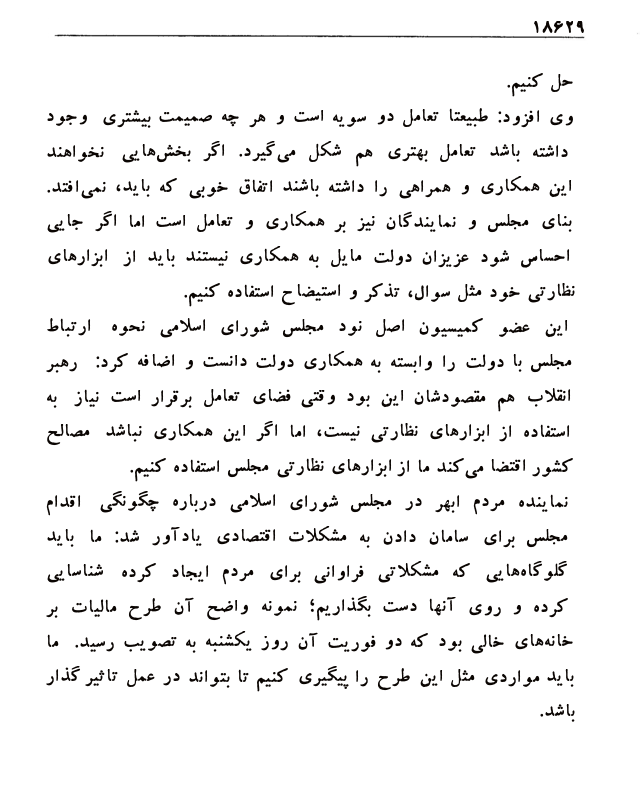 ۱۸۶۲۹
حل کنیم.
وی افزود: طبیعتا تعامل دو سویه است و هر چه صمیمت بیشتری وجود
داشته باشد تعامل بهتری هم شکل می‌گیرد. اگر بخش‌هایی نخواهند
این همکاری و همراهی را داشته باشند اتفاق خوبی که باید، نمی‌افتد.
بنای مجلس و نمایندگان نیز بر همکاری و تعامل است اما اگر جایی
احساس شود عزیزان دولت مایل به همکاری نیستند باید از ابزارهای
نظارتی خود مثل سوال، تذکر و استیضاح استفاده کنیم.
این عضو کمیسیون اصل نود مجلس شورای اسلامی نحوه ارتباط
مجلس با دولت را وابسته به همکاری دولت دانست و اضافه کرد: رهبر
انقلاب هم مقصودشان این بود وقتی فضای تعامل برقرار است نیاز به
استفاده از ابزارهای نظارتی نیست، اما اگر این همکاری نباشد مصالح
کشور اقتضا می‌کند ما از ابزارهای نظارتی مجلس استفاده کنیم.
نماینده مردم ابهر در مجلس شورای اسلامی درباره چگونگی اقدام
مجلس برای سامان دادن به مشکلات اقتصادی یادآور شد: ما باید
گلوگاه‌هایی که مشکلاتی فراوانی برای مردم ایجاد کرده شناسایی
کرده و روی آنها دست بگذاریم؛ نمونه واضح آن طرح مالیات بر
خانه‌های خالی بود که دو فوریت آن روز یکشنبه به تصویب رسید. ما
باید مواردی مثل این طرح را پیگیری کنیم تا بتواند در عمل تاثیر گذار
باشد.